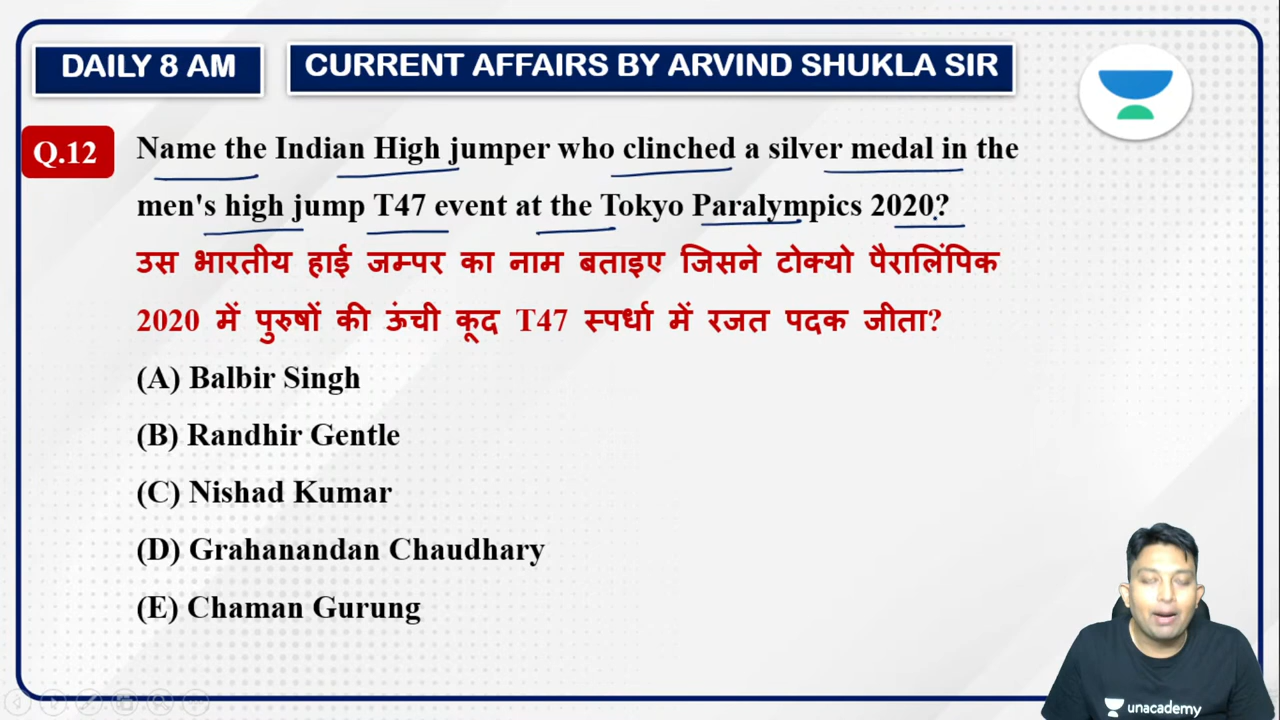 DAILY 8 AM
CURRENT AFFAIRS BY ARVIND SHUKLA SIR
Q.12
Name the Indian High jumper who clinched a silver medal in the
men's high jump T47 event at the Tokyo Paralympics 2020?
उस भारतीय हाई जम्पर का नाम बताइए जिसने टोक्यो पैरालिंपिक
2020 में पुरुषों की ऊंची कूद T47 स्पर्धा में रजत पदक जीता?
(A) Balbir Singh
(B) Randhir Gentle
(C) Nishad Kumar
(D) Grahanandan Chaudhary
(E) Chaman Gurung
unacademy